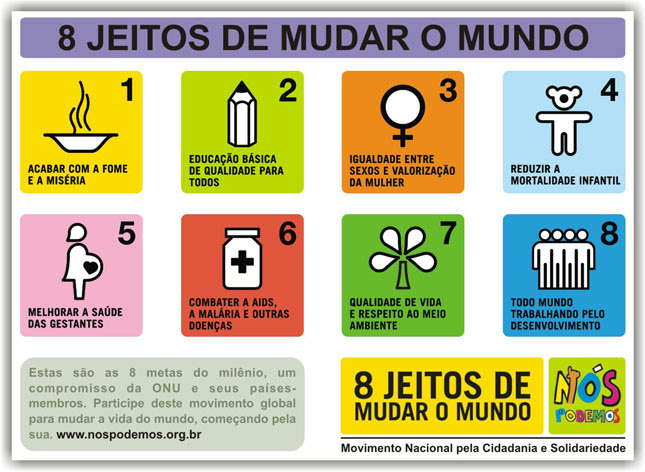 8 JEITOS DE MUDAR O MUNDO
1
ACABAR COM A FOME
E A MISÉRIA
2
EDUCAÇÃO BÁSICA
DE QUALIDADE PARA
TODOS
3
IGUALDADE ENTRE
SEXOS E VALORIZAÇÃO
DA MULHER
4
REDUZIR A
MORTALIDADE INFANTIL
5
MELHORAR A SAÚDE
DAS GESTANTES
6
COMBATER A AIDS,
A MALÁRIA E OUTRAS
DOENÇAS
7
QUALIDADE DE VIDA
E RESPEITO AO MEIO
AMBIENTE
8
TODO MUNDO
TRABALHANDO PELO
DESENVOLVIMENTO
Estas são as 8 metas do milênio, um
compromisso da ONU e seus países-
membros. Participe deste movimento global
para mudar a vida do mundo, começando pela
sua. www.nospodemos.org.br
8 JEITOS DE
MUDAR O MUNDO
NÓS
PODEMOS
Movimento Nacional pela Cidadania e Solidariedade